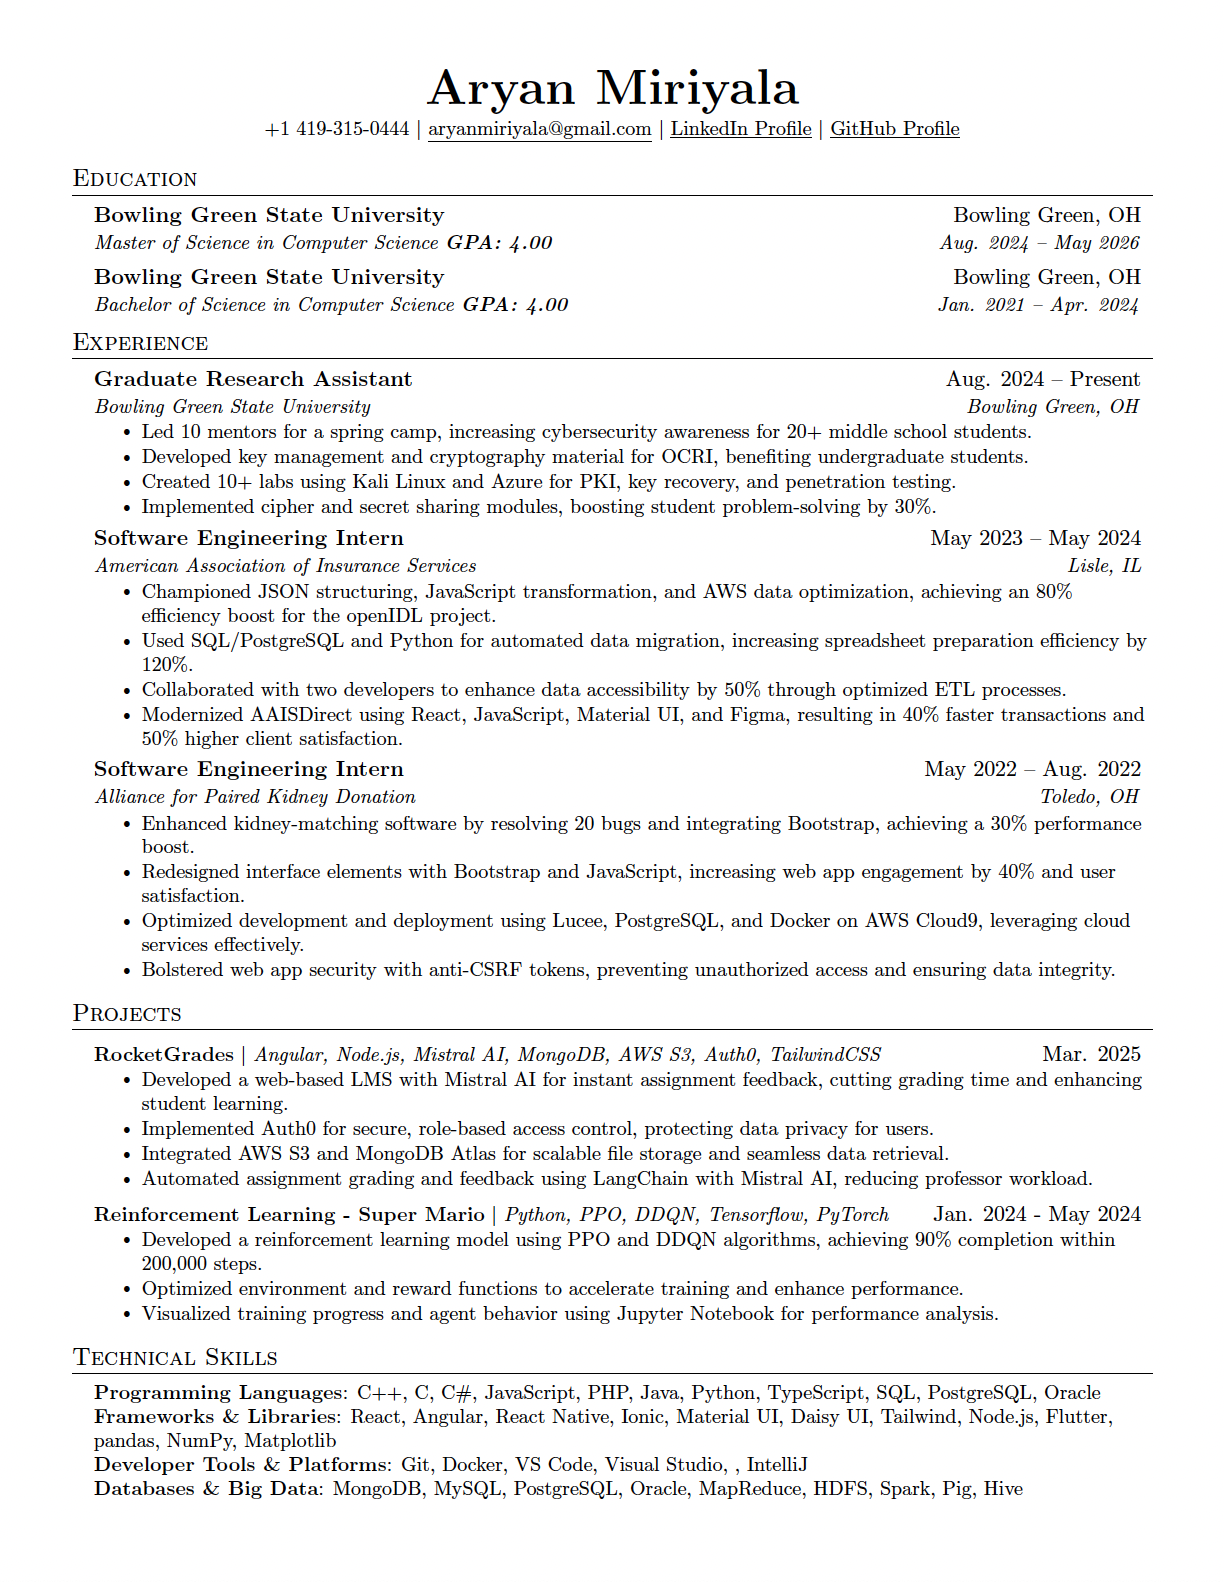 Aryan Miriyala
+1 419-315-0444 | aryanmiriyala@gmail.com | LinkedIn Profile | GitHub Profile
Education
Bowling Green State University Bowling Green, OH
Master of Science in Computer Science GPA: 4.00 Aug. 2024 – May 2026
Bowling Green State University Bowling Green, OH
Bachelor of Science in Computer Science GPA: 4.00 Jan. 2021 – Apr. 2024
Experience
Graduate Research Assistant Aug. 2024 – Present
Bowling Green State University Bowling Green, OH
• Led 10 mentors for a spring camp, increasing cybersecurity awareness for 20+ middle school students.
• Developed key management and cryptography material for OCRI, benefiting undergraduate students.
• Created 10+ labs using Kali Linux and Azure for PKI, key recovery, and penetration testing.
• Implemented cipher and secret sharing modules, boosting student problem-solving by 30%.
Software Engineering Intern May 2023 – May 2024
American Association of Insurance Services Lisle, IL
• Championed JSON structuring, JavaScript transformation, and AWS data optimization, achieving an 80%
efficiency boost for the openIDL project.
• Used SQL/PostgreSQL and Python for automated data migration, increasing spreadsheet preparation efficiency by
120%.
• Collaborated with two developers to enhance data accessibility by 50% through optimized ETL processes.
• Modernized AAISDirect using React, JavaScript, Material UI, and Figma, resulting in 40% faster transactions and
50% higher client satisfaction.
Software Engineering Intern May 2022 – Aug. 2022
Alliance for Paired Kidney Donation Toledo, OH
• Enhanced kidney-matching software by resolving 20 bugs and integrating Bootstrap, achieving a 30% performance
boost.
• Redesigned interface elements with Bootstrap and JavaScript, increasing web app engagement by 40% and user
satisfaction.
• Optimized development and deployment using Lucee, PostgreSQL, and Docker on AWS Cloud9, leveraging cloud
services effectively.
• Bolstered web app security with anti-CSRF tokens, preventing unauthorized access and ensuring data integrity.
Projects
RocketGrades | Angular, Node.js, Mistral AI, MongoDB, AWS S3, Auth0, TailwindCSS Mar. 2025
• Developed a web-based LMS with Mistral AI for instant assignment feedback, cutting grading time and enhancing
student learning.
• Implemented Auth0 for secure, role-based access control, protecting data privacy for users.
• Integrated AWS S3 and MongoDB Atlas for scalable file storage and seamless data retrieval.
• Automated assignment grading and feedback using LangChain with Mistral AI, reducing professor workload.
Reinforcement Learning - Super Mario | Python, PPO, DDQN, Tensorflow, PyTorch Jan. 2024 - May 2024
• Developed a reinforcement learning model using PPO and DDQN algorithms, achieving 90% completion within
200,000 steps.
• Optimized environment and reward functions to accelerate training and enhance performance.
• Visualized training progress and agent behavior using Jupyter Notebook for performance analysis.
Technical Skills
Programming Languages: C++, C, C#, JavaScript, PHP, Java, Python, TypeScript, SQL, PostgreSQL, Oracle
Frameworks & Libraries: React, Angular, React Native, Ionic, Material UI, Daisy UI, Tailwind, Node.js, Flutter,
pandas, NumPy, Matplotlib
Developer Tools & Platforms: Git, Docker, VS Code, Visual Studio, , IntelliJ
Databases & Big Data: MongoDB, MySQL, PostgreSQL, Oracle, MapReduce, HDFS, Spark, Pig, Hive